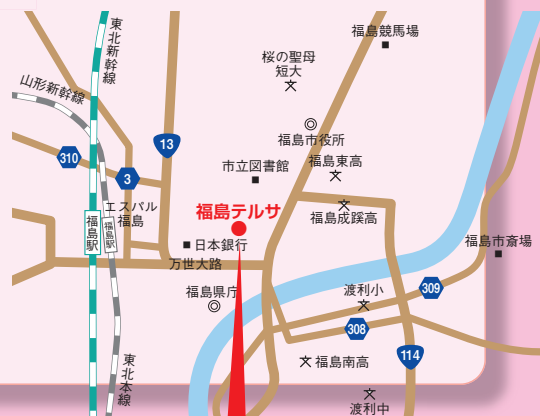 東北新幹線
福島競馬場
桜の聖母
短大
山形新幹線
13
福島市役所
310
市立図書館
福島東高
3
エスパル
福島
福島テルサ
福島成蹊高
福島駅
福島駅
日本銀行
福島市斎場
万世大路
福島県庁
渡利小
309
308
東北本線
福島南高
114
渡利中